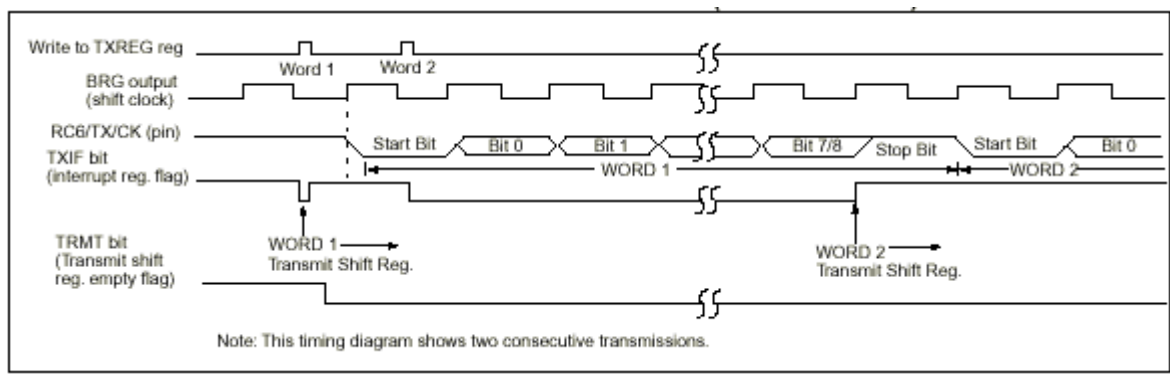 Write to TXREG reg
Word 1
Word 2
BRG output
(shift clock)
RC6/TX/CK (pin)
Start Bit
Bit 0
Bit 1
Bit 7/8
Stop Bit
Start Bit
Bit 0
TXIF bit
(interrupt reg. flag)
WORD 1
WORD 2
TRMT bit
(Transmit shift
reg. empty flag)
WORD 1
Transmit Shift Reg.
WORD 2
Transmit Shift Reg.
Note: This timing diagram shows two consecutive transmissions.